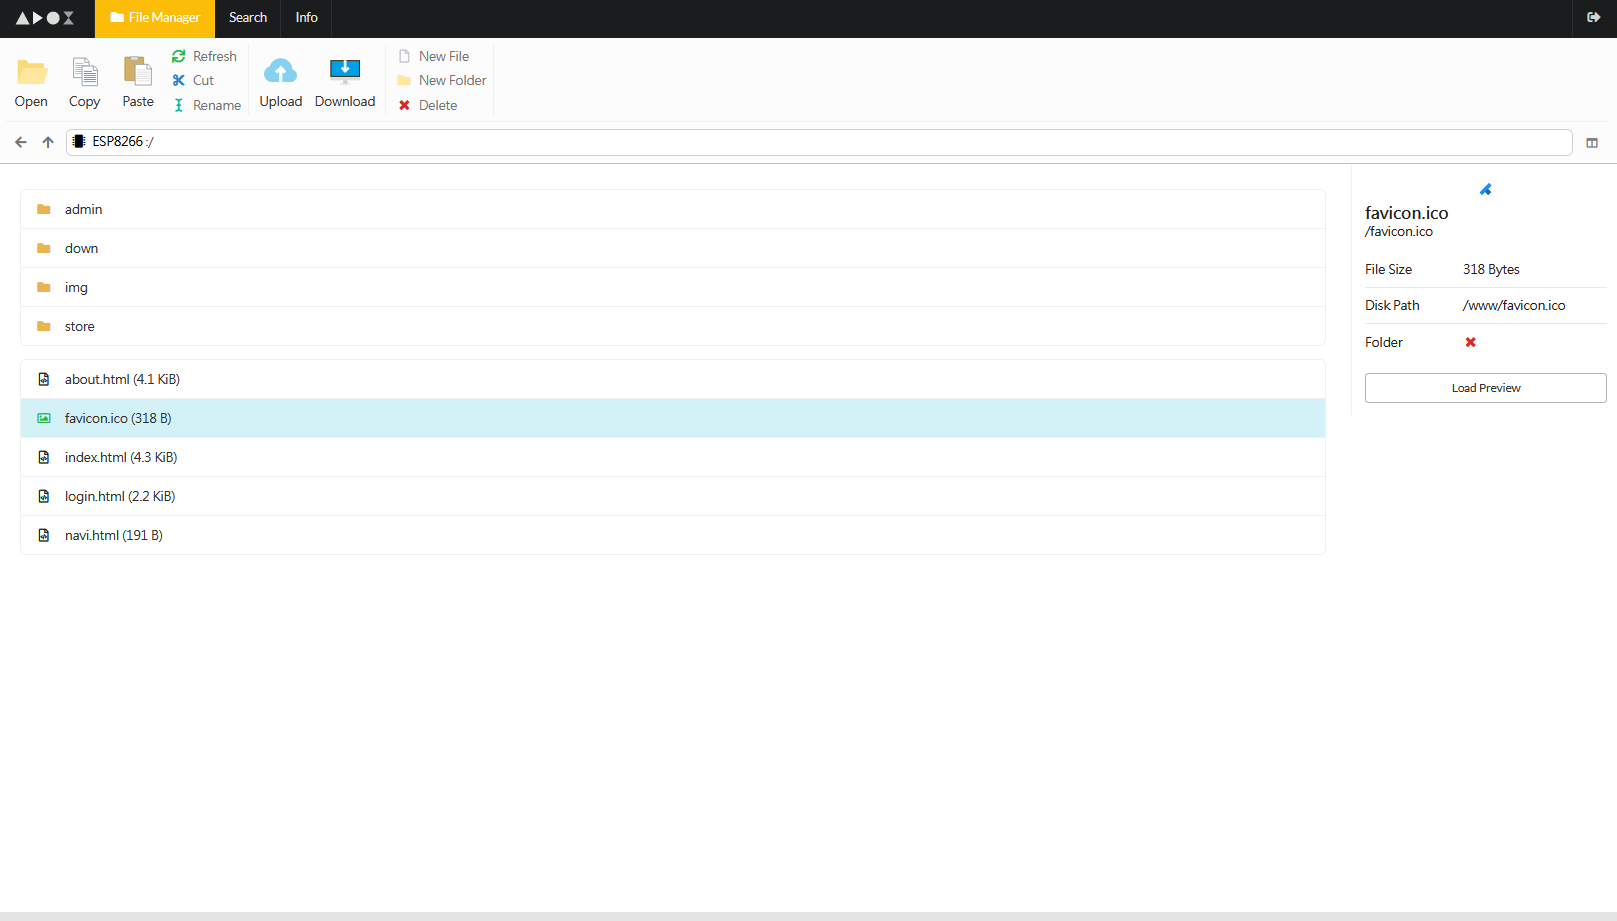 File Manager Search Info
Open Copy Paste
Refresh
Cut
Rename
Upload Download
New File
New Folder
Delete
ESP8266 :/
admin
down
img
store
about.html (4.1 KiB)
favicon.ico (318 B)
index.html (4.3 KiB)
login.html (2.2 KiB)
navi.html (191 B)
favicon.ico
/favicon.ico
File Size 318 Bytes
Disk Path /www/favicon.ico
Folder
Load Preview